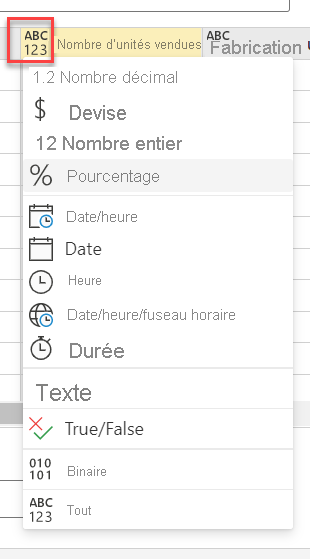 ABC
123 Nombre d'unités vendues ABC Fabrication
1.2 Nombre décimal
$ Devise
12 Nombre entier
% Pourcentage
Date/heure
Date
Heure
Date/heure/fuseau horaire
Durée
Texte
True/False
010
101 Binaire
ABC
123 Tout